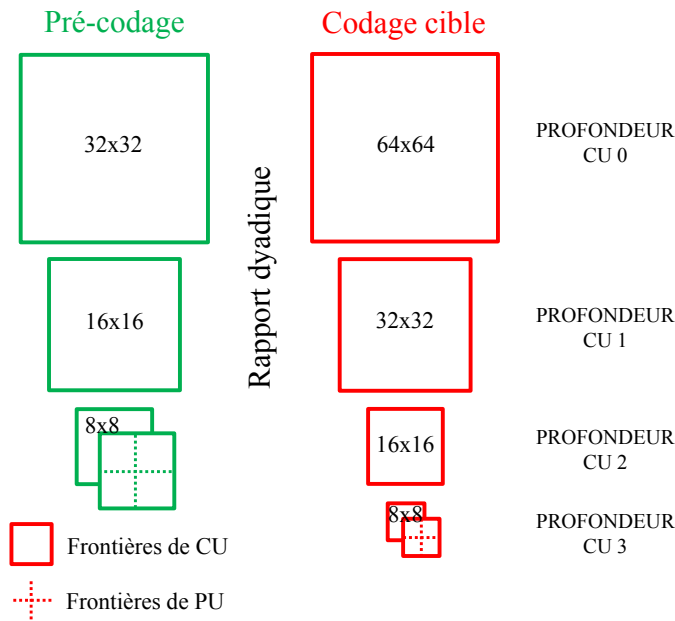 Pré-codage
Codage cible
32x32
64x64
PROFONDEUR
CU 0
Rapport dyadique
16x16
32x32
PROFONDEUR
CU 1
8x8
16x16
PROFONDEUR
CU 2
8x8
PROFONDEUR
CU 3
Frontières de CU
Frontières de PU